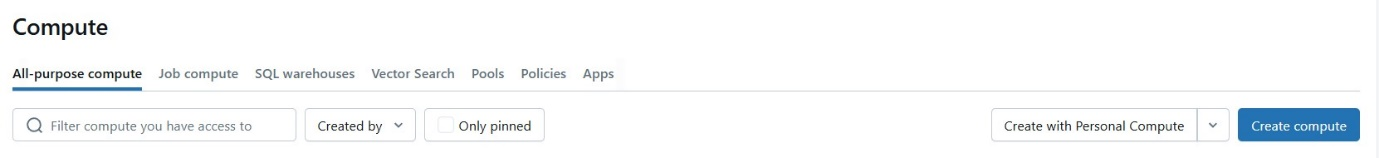 Compute
All-purpose compute Job compute SQL warehouses Vector Search Pools Policies Apps
Filter compute you have access to Created by Only pinned Create with Personal Compute Create compute